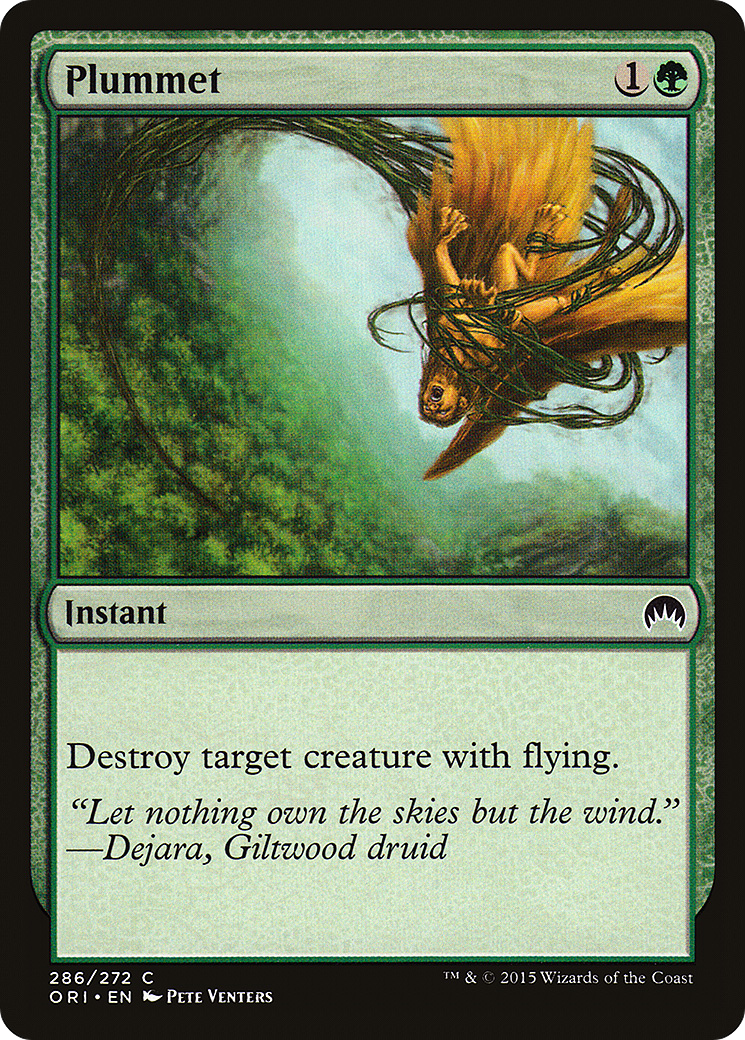 Plummet 1
Instant
Destroy target creature with flying.
“Let nothing own the skies but the wind.”
—Dejara, Giltwood druid
286/272 C
ORI • EN PETE VENTERS
™ & © 2015 Wizards of the Coast